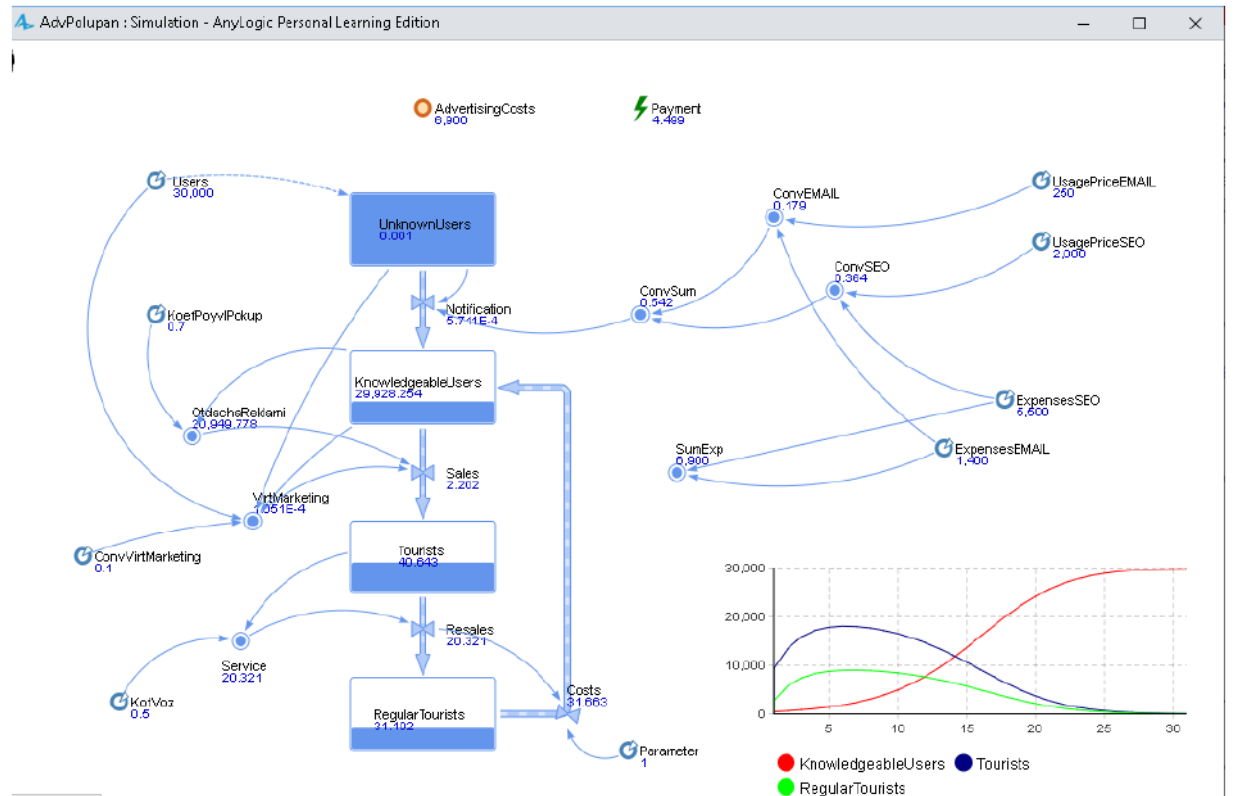 AdvPolupan : Simulation - AnyLogic Personal Learning Edition
AdvertisingCosts
6,900
Payment
4.499
Users
30,000
UnknownUsers
0.001
ConvEMAIL
0.179
UsagePriceEMAIL
250
UsagePriceSEO
2,000
ConvSEO
0.364
ConvSum
0.542
Notification
5.741E-4
KoefPoyvlPokup
0.7
KnowledgeableUsers
29,928.254
OtdachaReklami
20,949.778
ExpensesSEO
5,500
ExpensesEMAIL
1,400
SumExp
6,900
Sales
2.202
VirtMarketing
1.051E-4
ConvVirtMarketing
0.1
Tourists
40.643
Resales
20.321
Service
20.321
KofVoz
0.5
RegularTourists
31.102
Costs
31.663
Parameter
1
30,000
20,000
10,000
0
5
10
15
20
25
30
KnowledgeableUsers
Tourists
RegularTourists